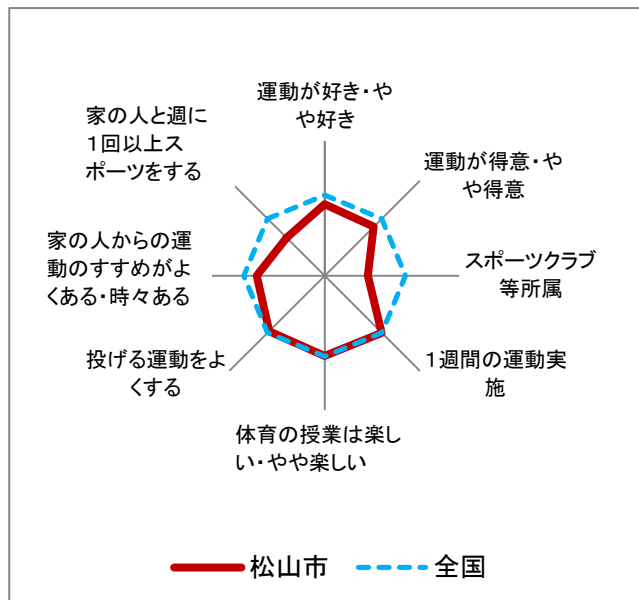 運動が好き・や
や好き
運動が得意・や
や得意
スポーツクラブ
等所属
１週間の運動実
施
体育の授業は楽し
い・やや楽しい
投げる運動をよ
くする
家の人からの運
動のすすめがよ
くある・時々ある
家の人と週に
１回以上ス
ポーツをする
松山市
全国